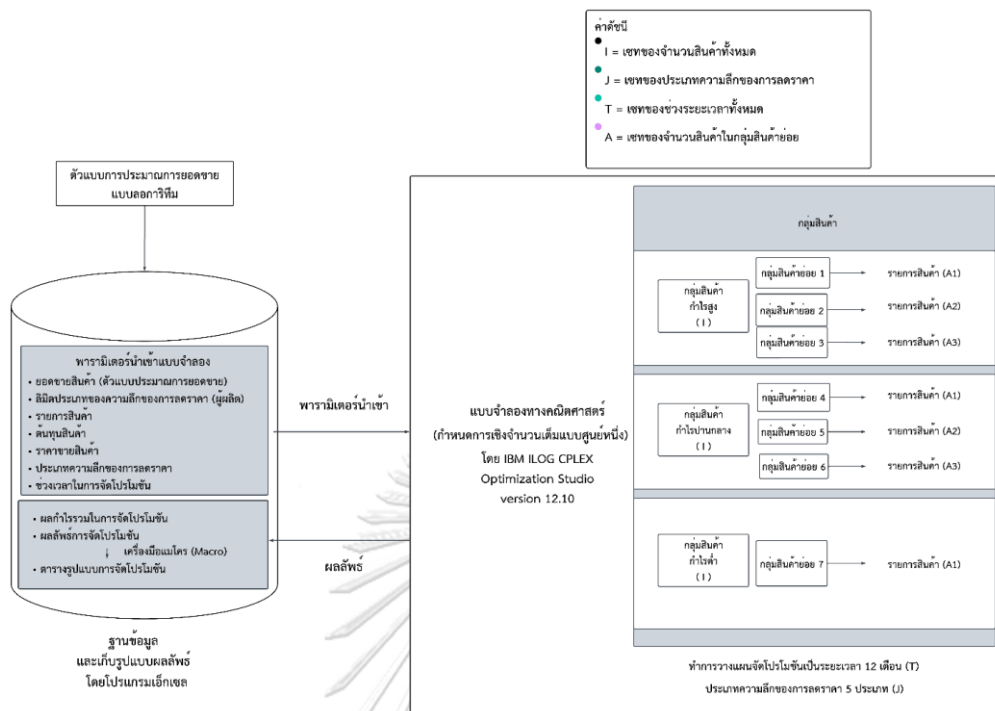 ค่าดัชนี
I = เซทของจำนวนสินค้าทั้งหมด
J = เซทของประเภทความลึกของการลดราคา
T = เซทของช่วงระยะเวลาทั้งหมด
A = เซทของจำนวนสินค้าในกลุ่มสินค้าย่อย
ตัวแบบการประมาณการยอดขาย
แบบลอการิทึม
พารามิเตอร์นำเข้าแบบจำลอง
• ยอดขายสินค้า (ตัวแบบประมาณการยอดขาย)
• ลิมิตประเภทของความลึกของการลดราคา (ผู้ผลิต)
• รายการสินค้า
• ต้นทุนสินค้า
• ราคาขายสินค้า
• ประเภทความลึกของการลดราคา
• ช่วงเวลาในการจัดโปรโมชัน
• ผลกำไรรวมในการจัดโปรโมชัน
• ผลลัพธ์การจัดโปรโมชัน
↓ เครื่องมือแมโคร (Macro)
• ตารางรูปแบบการจัดโปรโมชัน
ฐานข้อมูล
และเก็บรูปแบบผลลัพธ์
โดยโปรแกรมเอ็กเซล
พารามิเตอร์นำเข้า
ผลลัพธ์
แบบจำลองทางคณิตศาสตร์
(กำหนดการเชิงจำนวนเต็มแบบศูนย์หนึ่ง)
โดย IBM ILOG CPLEX
Optimization Studio
version 12.10
กลุ่มสินค้า
กลุ่มสินค้า
กำไรสูง
( I )
กลุ่มสินค้าย่อย 1
รายการสินค้า (A1)
กลุ่มสินค้าย่อย 2
รายการสินค้า (A2)
กลุ่มสินค้าย่อย 3
รายการสินค้า (A3)
กลุ่มสินค้า
กำไรปานกลาง
( I )
กลุ่มสินค้าย่อย 4
รายการสินค้า (A1)
กลุ่มสินค้าย่อย 5
รายการสินค้า (A2)
กลุ่มสินค้าย่อย 6
รายการสินค้า (A3)
กลุ่มสินค้า
กำไรต่ำ
( I )
กลุ่มสินค้าย่อย 7
รายการสินค้า (A1)
ทำการวางแผนจัดโปรโมชันเป็นระยะเวลา 12 เดือน (T)
ประเภทความลึกของการลดราคา 5 ประเภท (J)